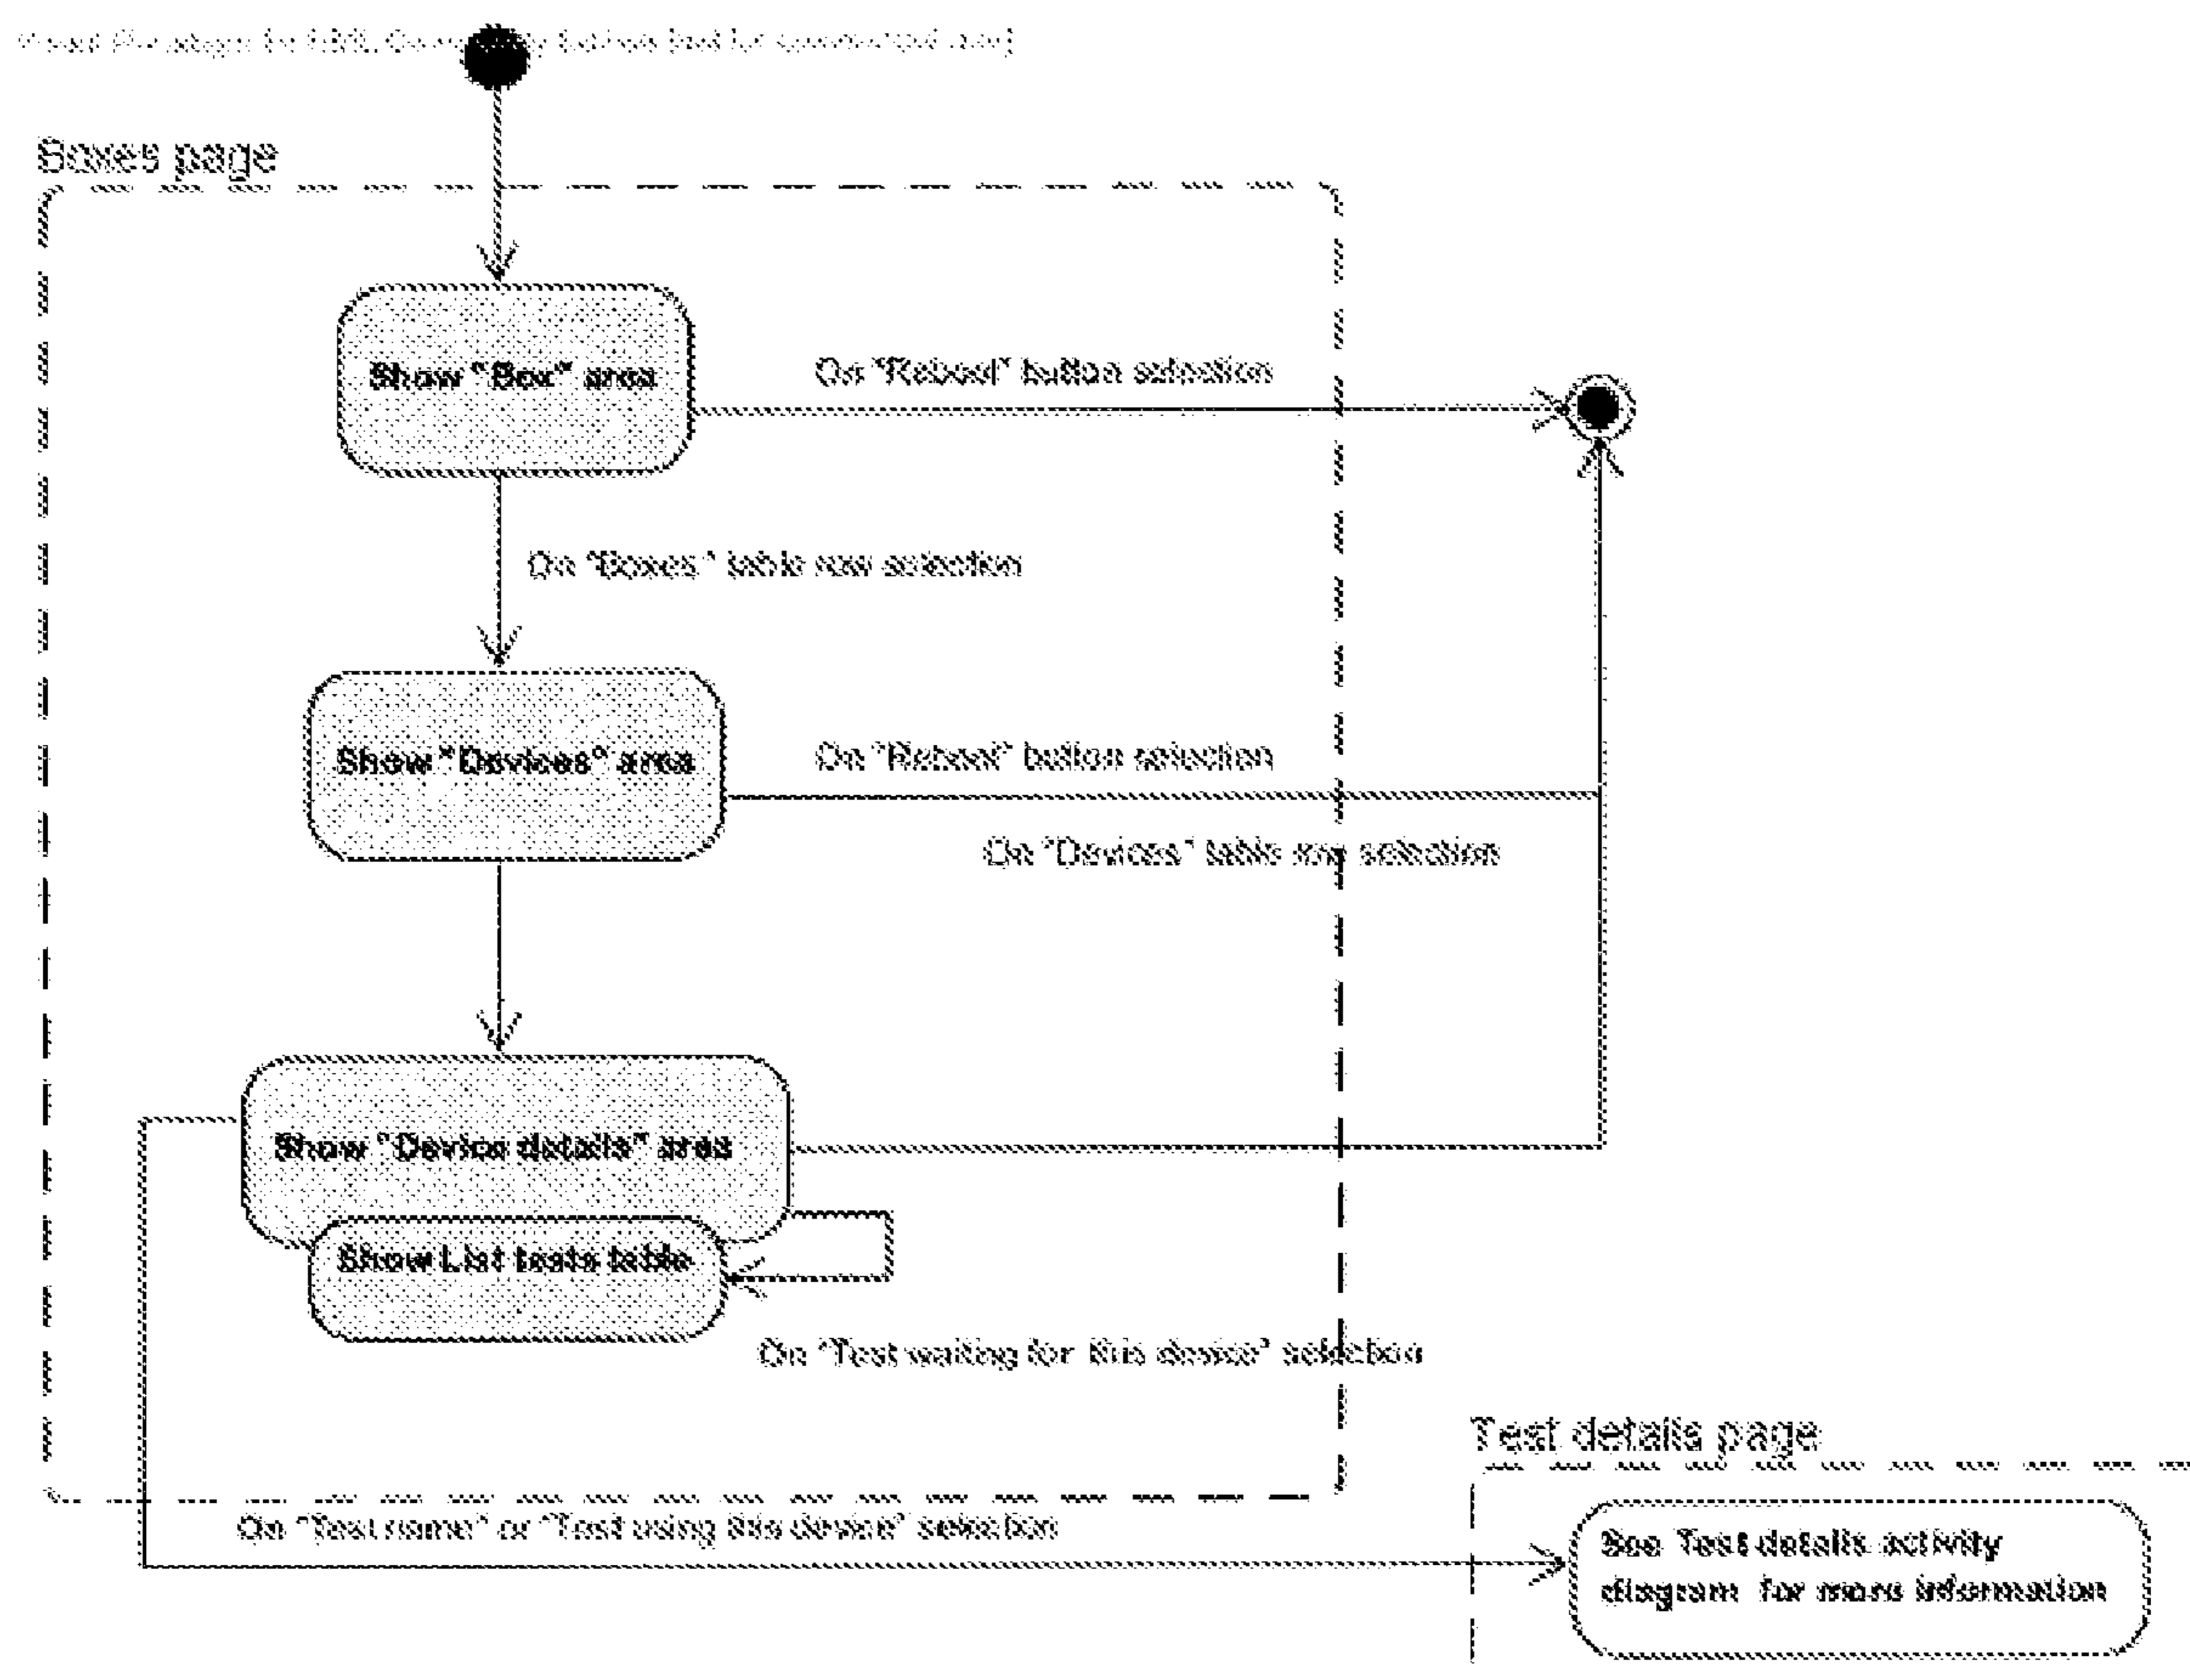 Boxes page
Show "Box" area
On "Reboot" button selection
On "Boxes" table row selection
Show "Devices" area
On "Reboot" button selection
On "Devices" table row selection
Show "Device details" area
Show List tests table
On "Test waiting for this device" selection
Test details page
On "Test name" or "Test using this device" selection
See Test details activity
diagram for more information